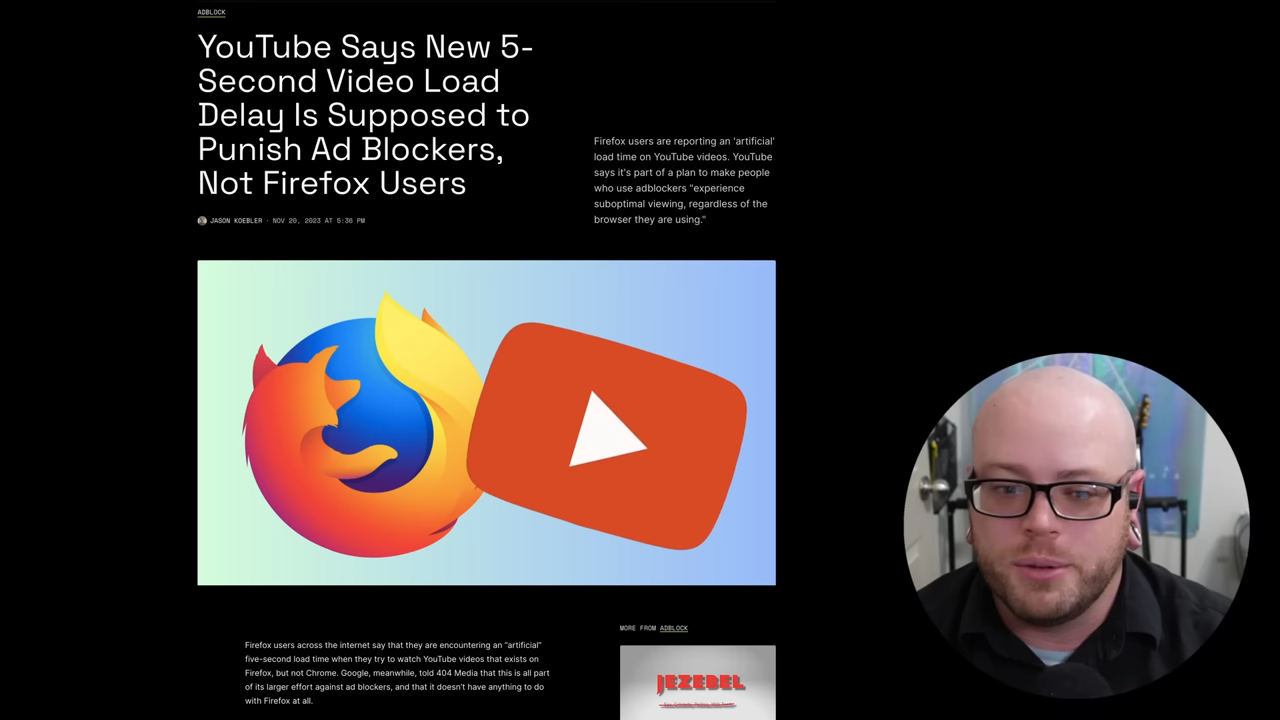 ADBLOCK
YouTube Says New 5-
Second Video Load
Delay Is Supposed to
Punish Ad Blockers,
Not Firefox Users
JASON KOEBLER · NOV 20, 2023 AT 5:36 PM
Firefox users are reporting an 'artificial'
load time on YouTube videos. YouTube
says it's part of a plan to make people
who use adblockers "experience
suboptimal viewing, regardless of the
browser they are using."
Firefox users across the internet say that they are encountering an "artificial"
five-second load time when they try to watch YouTube videos that exists on
Firefox, but not Chrome. Google, meanwhile, told 404 Media that this is all part
of its larger effort against ad blockers, and that it doesn't have anything to do
with Firefox at all.
MORE FROM ADBLOCK
JEZEBEL